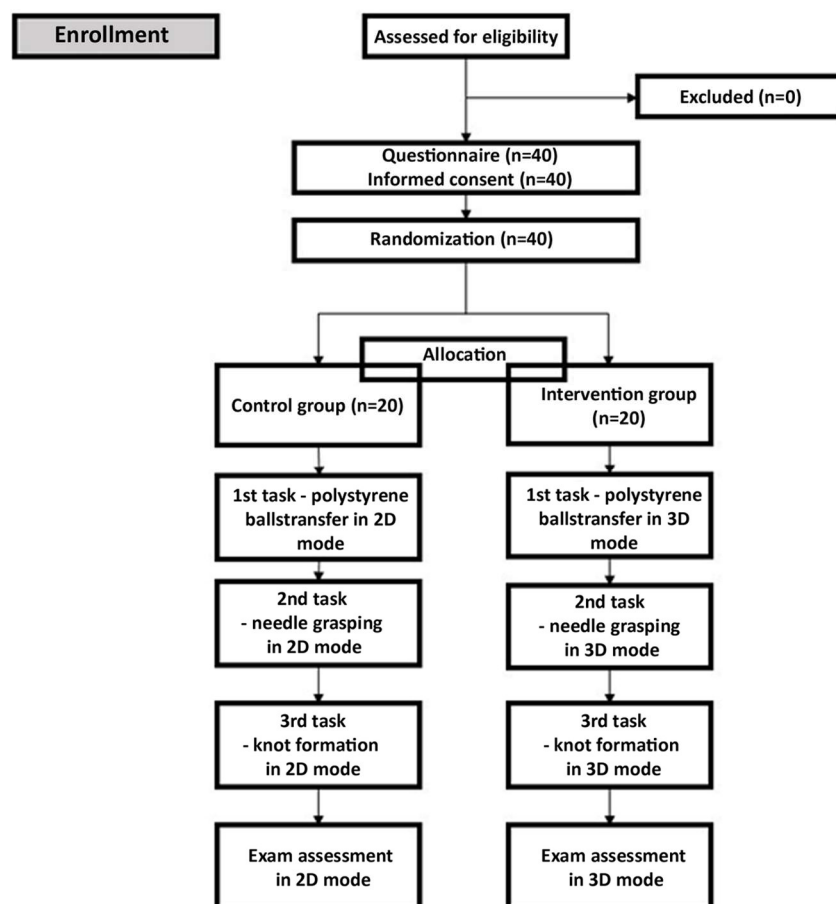 Enrollment
Assessed for eligibility
Excluded (n=0)
Questionnaire (n=40)
Informed consent (n=40)
Randomization (n=40)
Allocation
Control group (n=20)
Intervention group
(n=20)
1st task - polystyrene
ballstransfer in 2D
mode
1st task - polystyrene
ballstransfer in 3D
mode
2nd task
- needle grasping
in 2D mode
2nd task
- needle grasping
in 3D mode
3rd task
- knot formation
in 2D mode
3rd task
- knot formation
in 3D mode
Exam assessment
in 2D mode
Exam assessment
in 3D mode